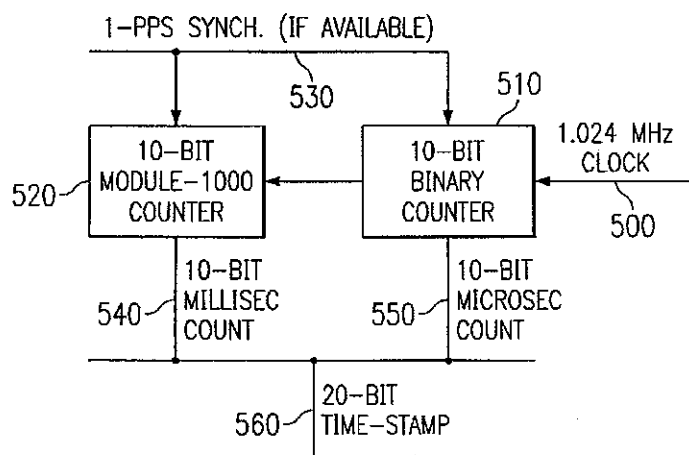 1-PPS SYNCH. (IF AVAILABLE)
530
510
1.024 MHz
CLOCK
500
10-BIT
MODULE-1000
COUNTER
520
10-BIT
BINARY
COUNTER
10-BIT
MILLISEC
COUNT
540
10-BIT
MICROSEC
COUNT
550
20-BIT
TIME-STAMP
560